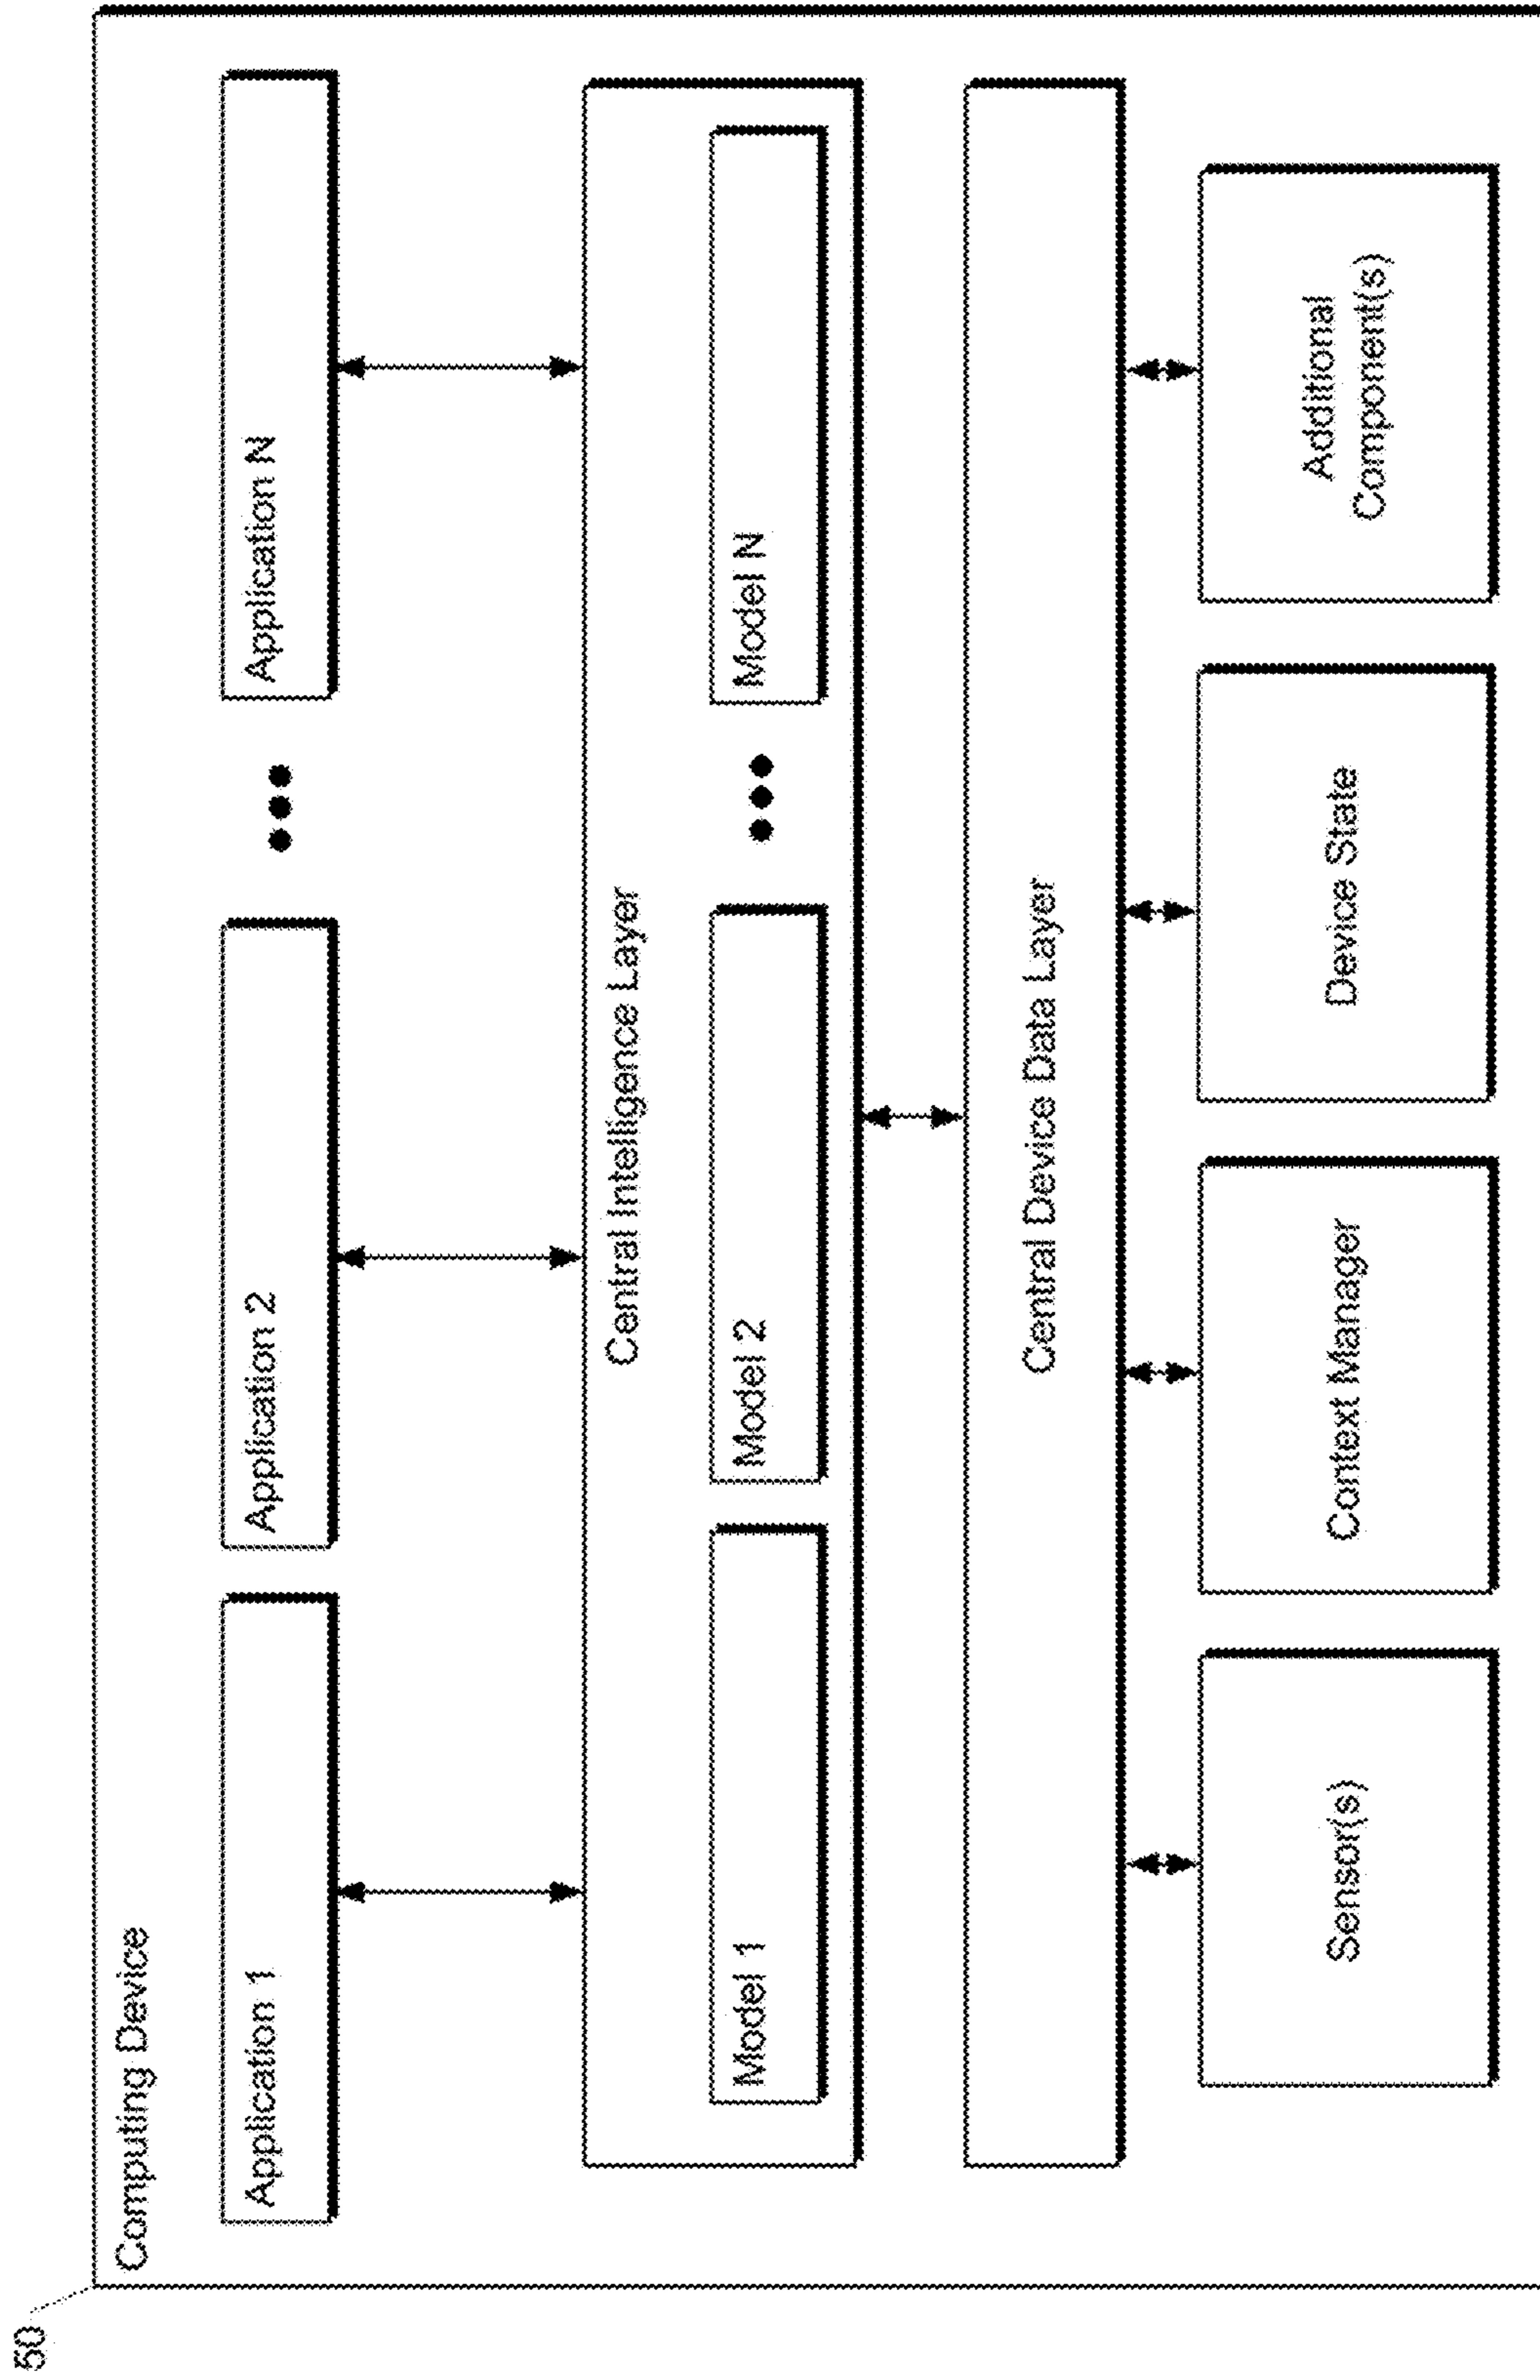 50
Computing Device
Application 1
Application 2
Application N
Central Intelligence Layer
Model 1
Model 2
Model N
Central Device Data Layer
Sensor(s)
Context Manager
Device State
Additional
Component(s)